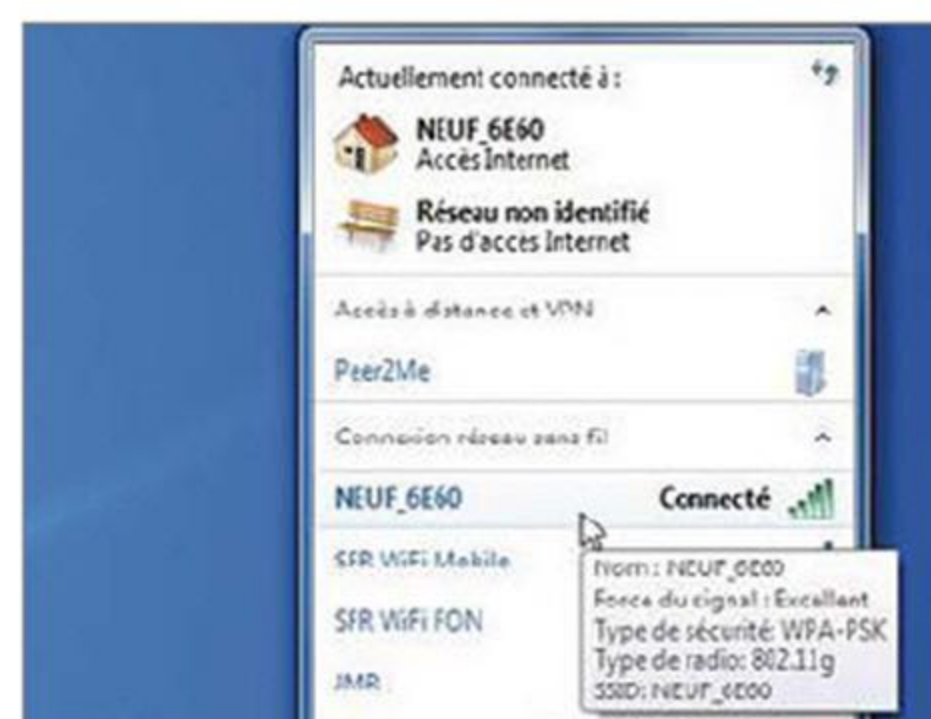 Actuellement connecté à :
NEUF_6E60
Accès Internet
Réseau non identifié
Pas d'accès Internet
Accès à distance et VPN
Peer2Me
Connexion réseau sans fil
NEUF_6E60 Connecté
SFR WiFi Mobile
SFR WiFi FON
JMR
Nom : NEUF_6E60
Force du signal : Excellent
Type de sécurité: WPA-PSK
Type de radio: 802.11g
SSID: NEUF_6E60